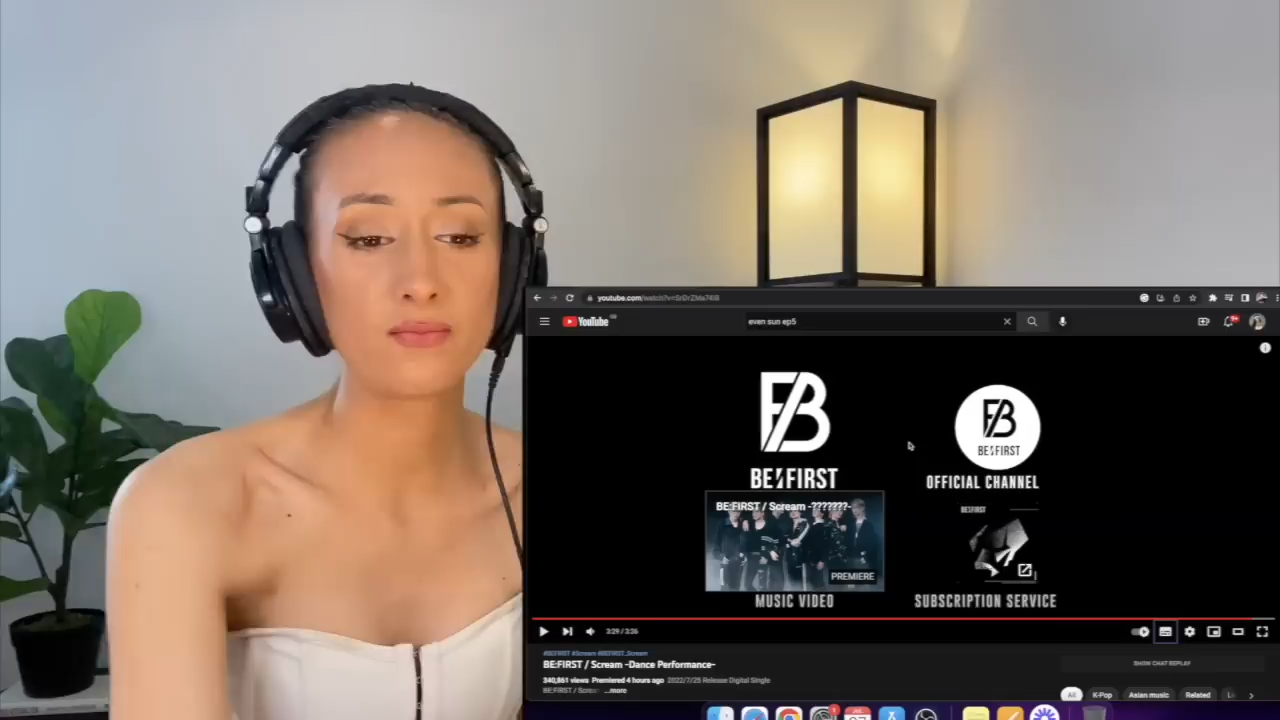 youtube.com/watch?v=SrDrZMa74I8
YouTube
even sun ep5
9+
BE:FIRST
BE:FIRST
OFFICIAL CHANNEL
BE:FIRST / Scream -???????-
BE:FIRST
PREMIERE
MUSIC VIDEO
SUBSCRIPTION SERVICE
3:29 / 3:36
#BEFIRST #Scream #BEFIRST_Scream
BE:FIRST / Scream -Dance Performance-
SHOW CHAT REPLAY
340,861 views Premiered 4 hours ago 2022/7/25 Release Digital Single
BE:FIRST / Scream ...more
All
K-Pop
Asian music
Related